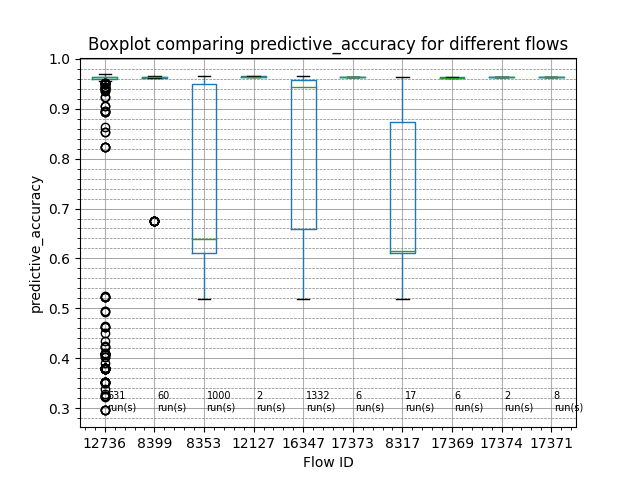 Boxplot comparing predictive_accuracy for different flows
predictive_accuracy
1.0
0.9
0.8
0.7
0.6
0.5
0.4
0.3
631 60 1000 2 1332 6 17 6 2 8
run(s) run(s) run(s) run(s) run(s) run(s) run(s) run(s) run(s) run(s)
12736 8399 8353 12127 16347 17373 8317 17369 17374 17371
Flow ID